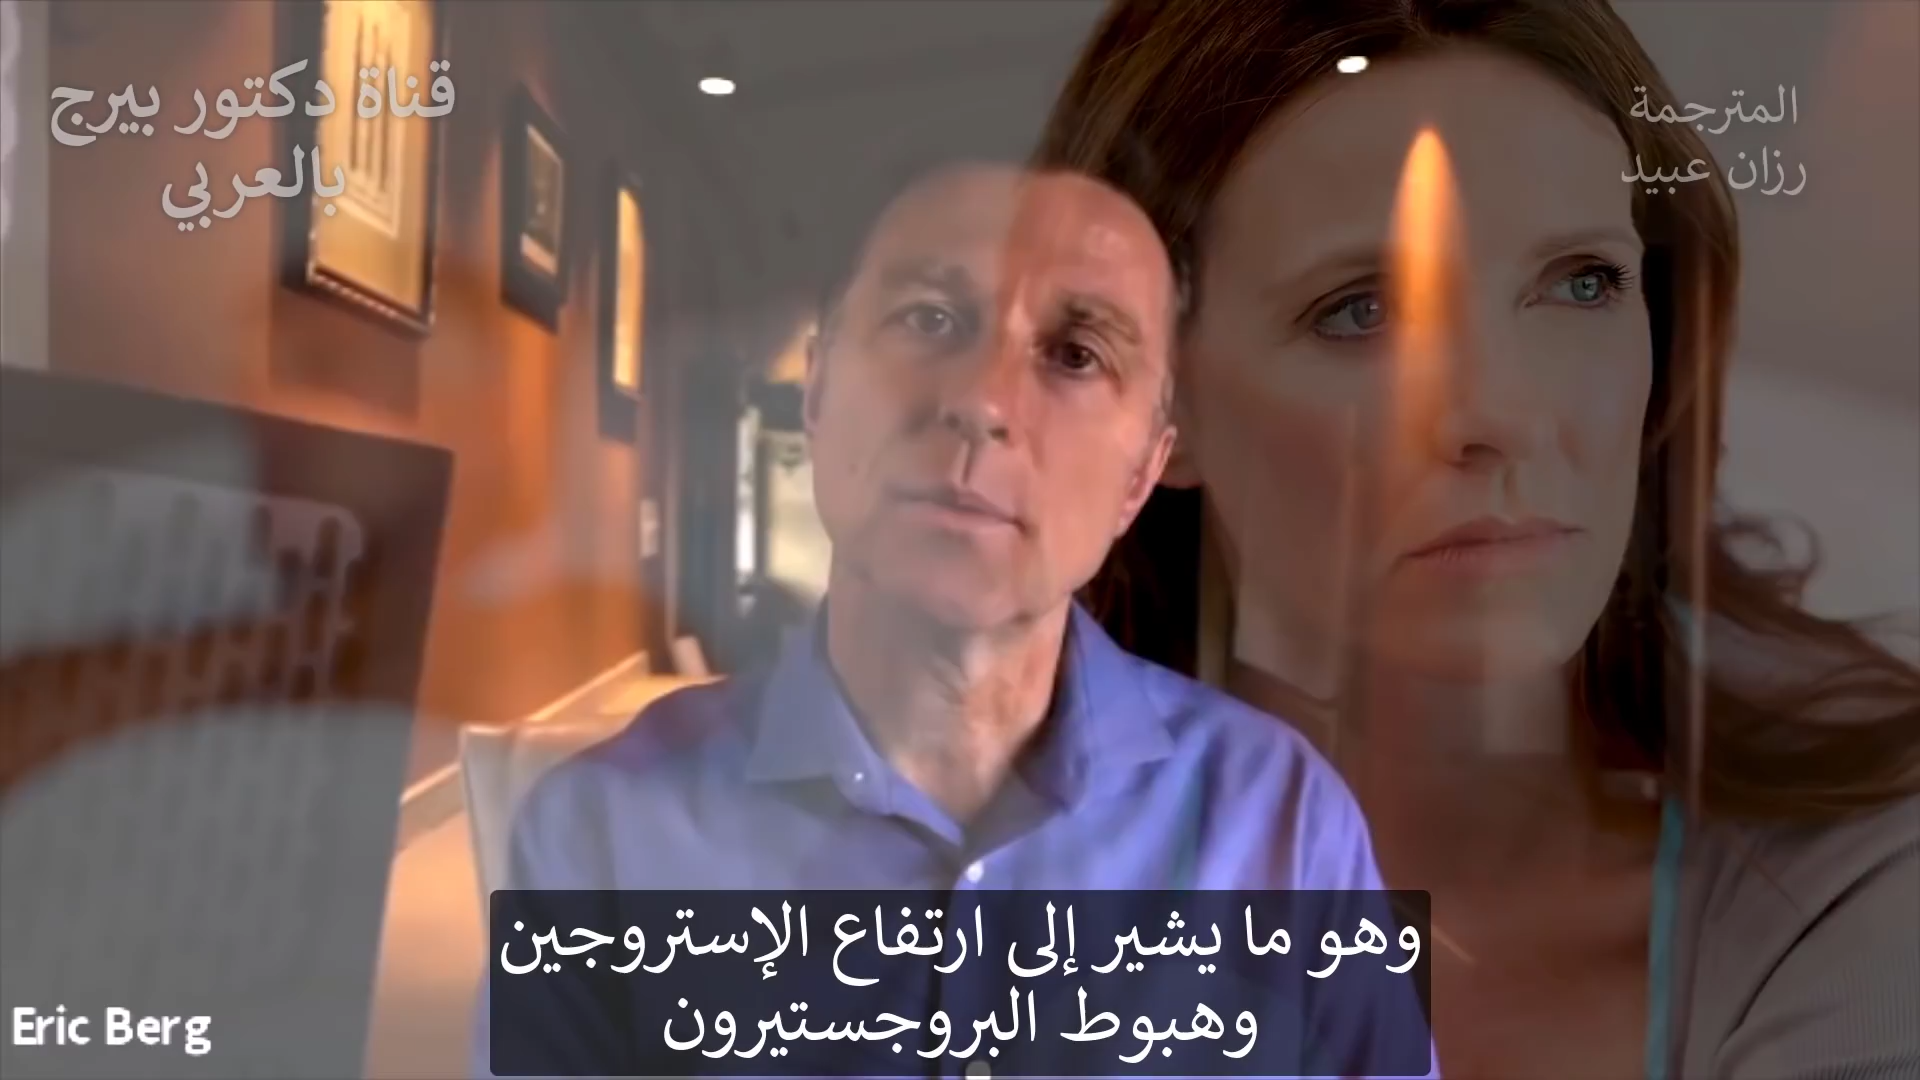 قناة دكتور بيرج
بالعربي
المترجمة
رزان عبيد
وهو ما يشير إلى ارتفاع الإستروجين
وهبوط البروجستيرون
Eric Berg